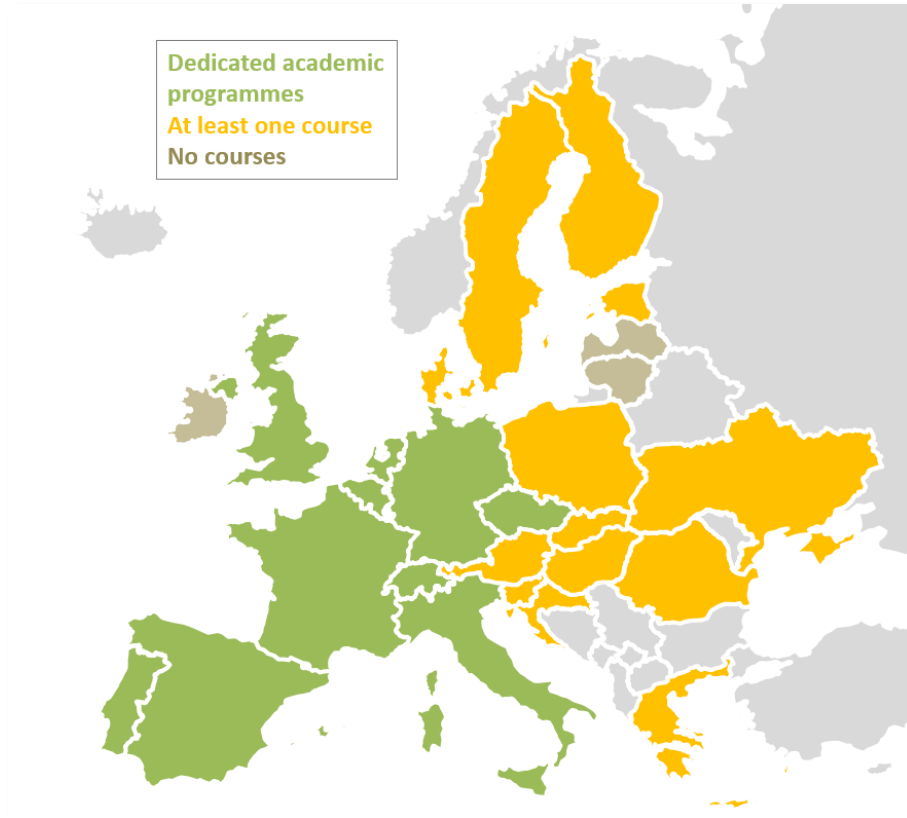 Dedicated academic
programmes
At least one course
No courses